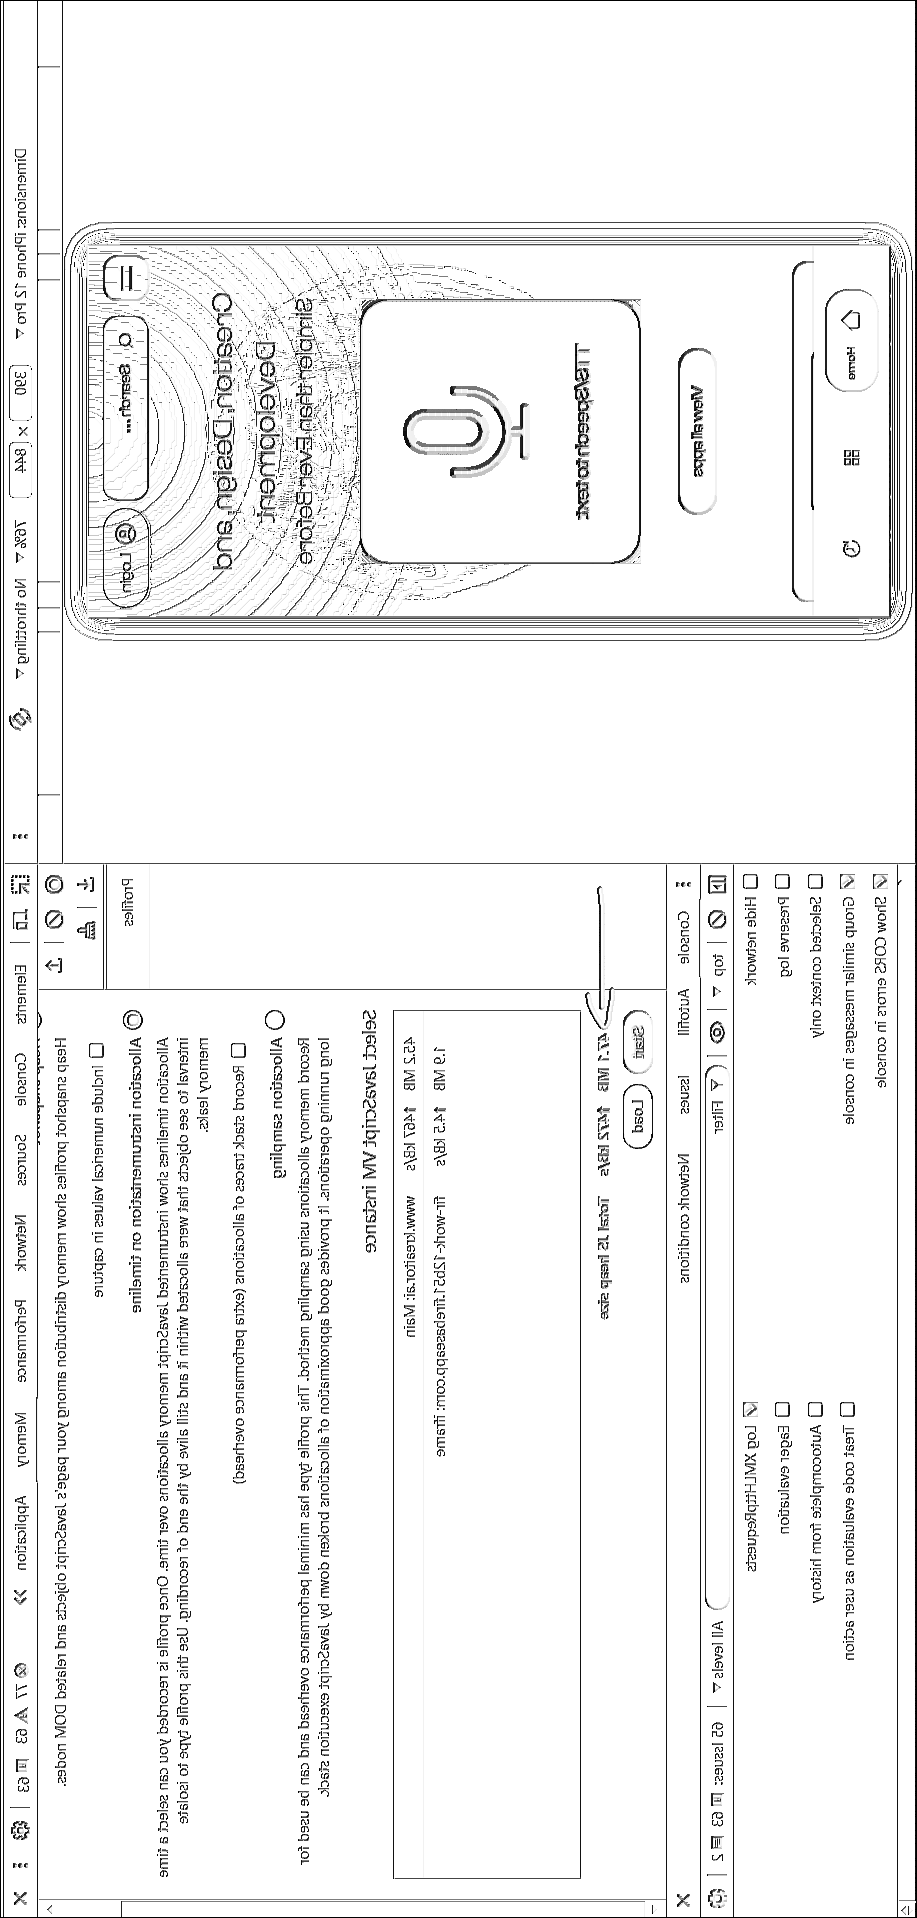 Dimensions: iPhone 12 Pro 390 × 844 No throttling
Search ...
Login
Creation, Design and
Development
Simpler than Ever Before
TTS/Speech to text
View all apps
Home
Elements Console Sources Network Performance Memory Application 77 63 63
Profiles
Heap snapshot profiles show memory distribution among your page's JavaScript objects and related DOM nodes.
Include numerical values in capture
Allocation instrumentation on timeline
Allocation timelines show instrumented JavaScript memory allocations over time. Once profile is recorded you can select a time
interval to see objects that were allocated within and still alive by the end of recording. Use this profile type to isolate
memory leaks.
Record stack traces of allocations (extra performance overhead)
Allocation sampling
Record memory allocations using sampling method. This profile type has minimal performance overhead and can be used for
long running operations. It provides good approximation of allocations broken down by JavaScript execution stack.
Select JavaScript VM instance
45.2 MB ↑467 kB/s www.kreaitor.ai: Main
1.9 MB ↑4.5 kB/s fir-work-12b51.firebaseapp.com: iframe
47.1 MB ↑472 kB/s Total JS heap size
Start Load
Console Autofill Issues Network conditions
top Filter All levels 65 Issues: 63 2
Hide network Log XMLHttpRequests
Preserve log Eager evaluation
Selected context only Autocomplete from history
Group similar messages in console Treat code evaluation as user action
Show CORS errors in console